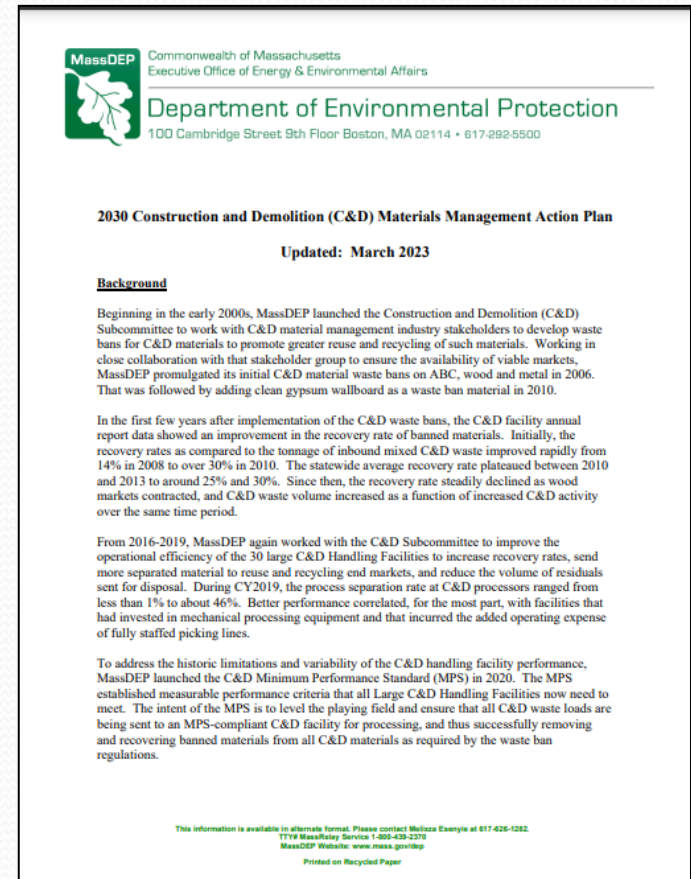 MassDEP
Commonwealth of Massachusetts
Executive Office of Energy & Environmental Affairs
Department of Environmental Protection
100 Cambridge Street 9th Floor Boston, MA 02114 • 617-292-5500
2030 Construction and Demolition (C&D) Materials Management Action Plan
Updated: March 2023
Background
Beginning in the early 2000s, MassDEP launched the Construction and Demolition (C&D)
Subcommittee to work with C&D material management industry stakeholders to develop waste
bans for C&D materials to promote greater reuse and recycling of such materials. Working in
close collaboration with that stakeholder group to ensure the availability of viable markets,
MassDEP promulgated its initial C&D material waste bans on ABC, wood and metal in 2006.
That was followed by adding clean gypsum wallboard as a waste ban material in 2010.
In the first few years after implementation of the C&D waste bans, the C&D facility annual
report data showed an improvement in the recovery rate of banned materials. Initially, the
recovery rates as compared to the tonnage of inbound mixed C&D waste improved rapidly from
14% in 2008 to over 30% in 2010. The statewide average recovery rate plateaued between 2010
and 2013 to around 25% and 30%. Since then, the recovery rate steadily declined as wood
markets contracted, and C&D waste volume increased as a function of increased C&D activity
over the same time period.
From 2016-2019, MassDEP again worked with the C&D Subcommittee to improve the
operational efficiency of the 30 large C&D Handling Facilities to increase recovery rates, send
more separated material to reuse and recycling end markets, and reduce the volume of residuals
sent for disposal. During CY2019, the process separation rate at C&D processors ranged from
less than 1% to about 46%. Better performance correlated, for the most part, with facilities that
had invested in mechanical processing equipment and that incurred the added operating expense
of fully staffed picking lines.
To address the historic limitations and variability of the C&D handling facility performance,
MassDEP launched the C&D Minimum Performance Standard (MPS) in 2020. The MPS
established measurable performance criteria that all Large C&D Handling Facilities now need to
meet. The intent of the MPS is to level the playing field and ensure that all C&D waste loads are
being sent to an MPS-compliant C&D facility for processing, and thus successfully removing
and recovering banned materials from all C&D materials as required by the waste ban
regulations.
This information is available in alternate format. Please contact Melixza Esenyie at 617-626-1282.
TTY# MassRelay Service 1-800-439-2370
MassDEP Website: www.mass.gov/dep
Printed on Recycled Paper